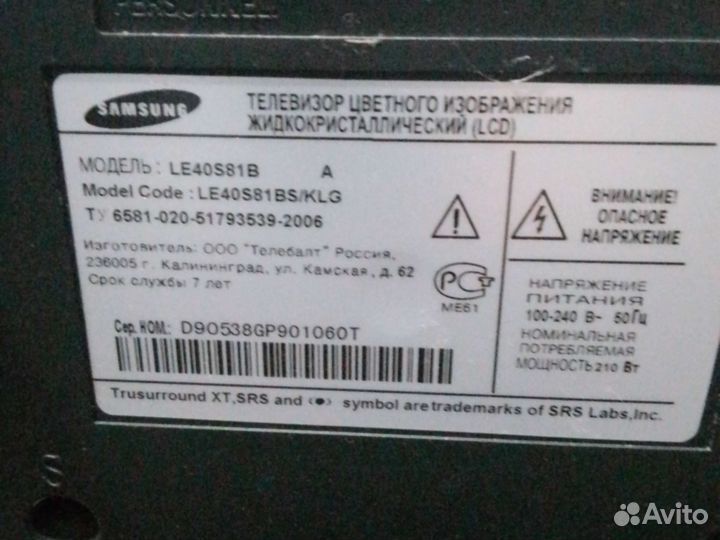 PERSONNEL.
SAMSUNG
ТЕЛЕВИЗОР ЦВЕТНОГО ИЗОБРАЖЕНИЯ
ЖИДКОКРИСТАЛЛИЧЕСКИЙ (LCD)
МОДЕЛЬ : LE40S81B A
Model Code : LE40S81BS/KLG
ТУ 6581-020-51793539-2006
Изготовитель: ООО "Телебалт" Россия,
236005 г. Калининград, ул. Камская, д. 62
Срок службы 7 лет
РСТ
МЕ61
ВНИМАНИЕ!
ОПАСНОЕ
НАПРЯЖЕНИЕ
НАПРЯЖЕНИЕ
ПИТАНИЯ
100-240 В~ 50Гц
НОМИНАЛЬНАЯ
ПОТРЕБЛЯЕМАЯ
МОЩНОСТЬ 210 Вт
Сер. НОМ.: D90538GP901060T
Trusurround XT,SRS and (●) symbol are trademarks of SRS Labs,Inc.
S
Avito